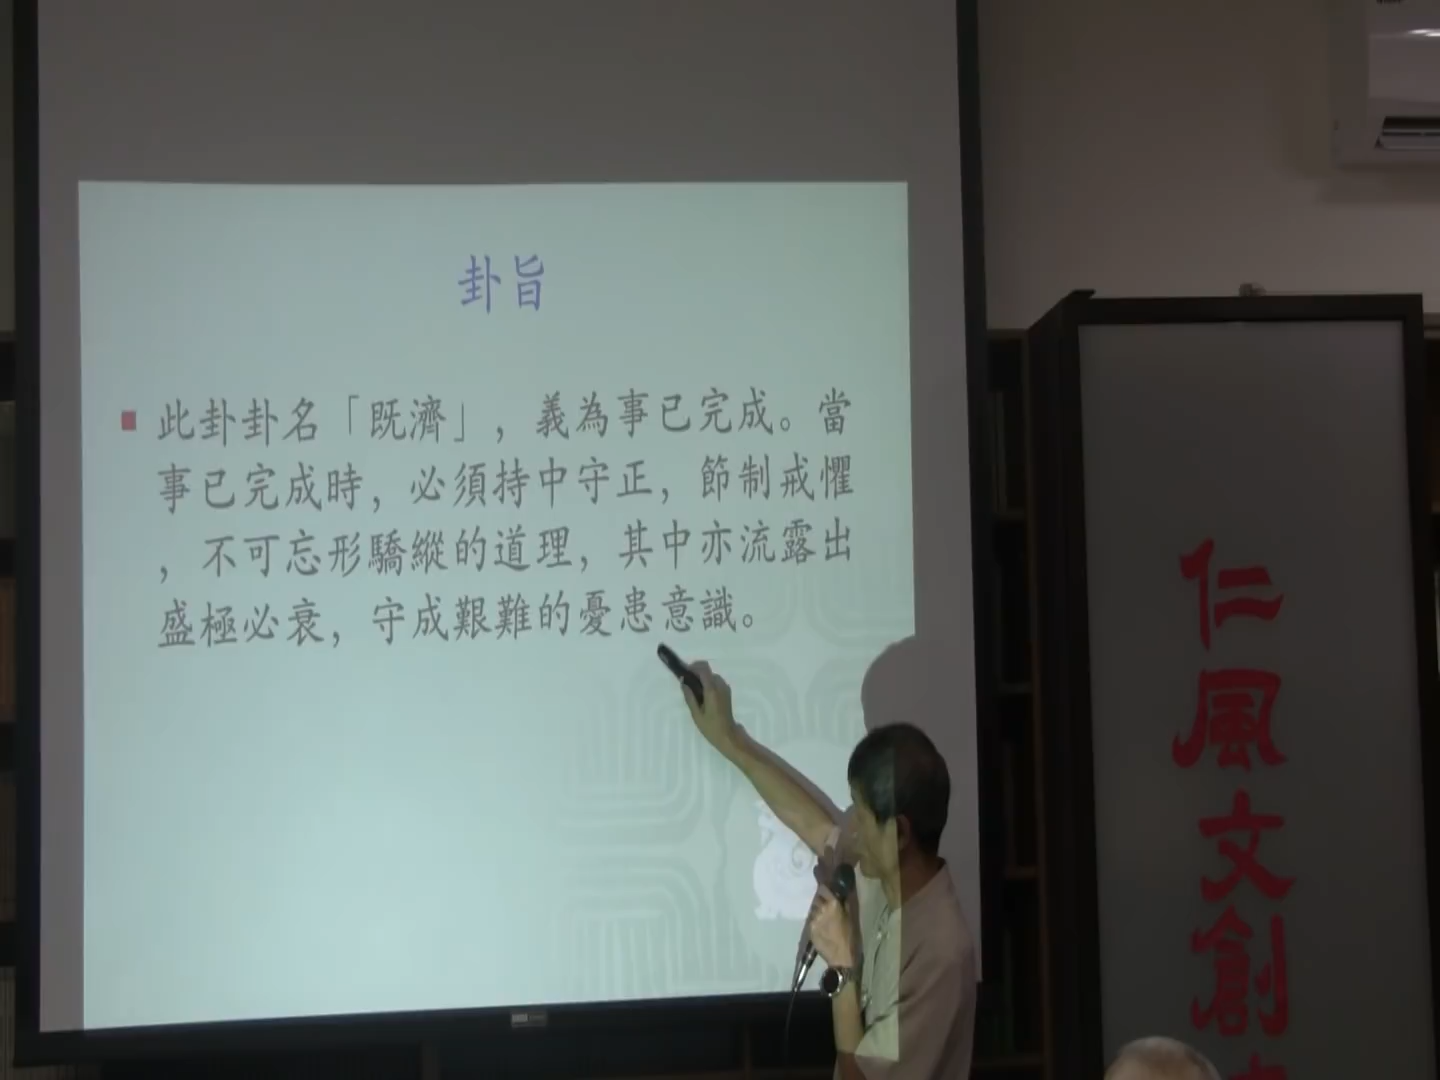 卦旨
此卦卦名「既濟」，義為事已完成。當
事已完成時，必須持中守正，節制戒懼
，不可忘形驕縱的道理，其中亦流露出
盛極必衰，守成艱難的憂患意識。
仁風文創